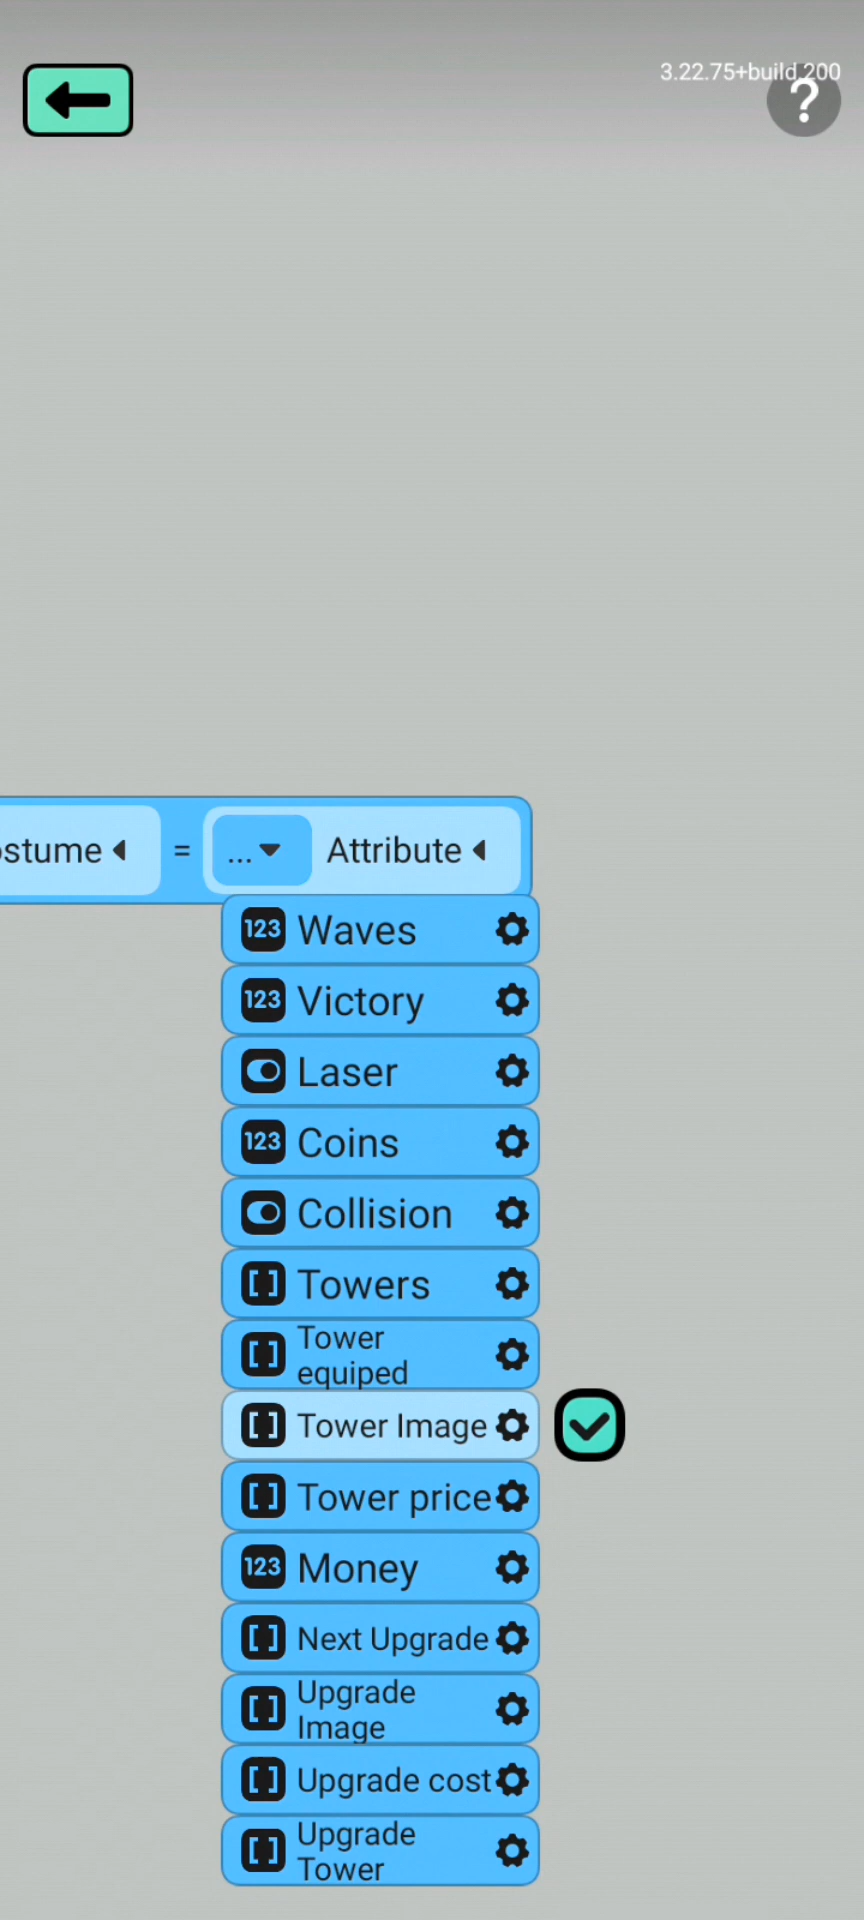 3.22.75+build.200
?
ostume = ... Attribute
123 Waves
123 Victory
Laser
123 Coins
Collision
Towers
Tower
equiped
Tower Image
Tower price
123 Money
Next Upgrade
Upgrade
Image
Upgrade cost
Upgrade
Tower